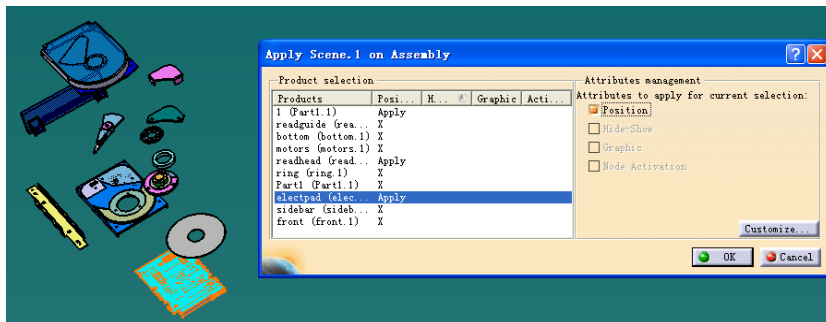 Apply Scene.1 on Assembly
Product selection
Products Posi... H... Graphic Acti...
1 (Part1.1) Apply
readguide (rea... X
bottom (bottom.1) X
motors (motors.1) X
readhead (read... Apply
ring (ring.1) X
Part1 (Part1.1) X
electpad (elec... Apply
sidebar (sideb... X
front (front.1) X
Attributes management
Attributes to apply for current selection:
Position
Hide-Show
Graphic
Node Activation
Customize...
OK Cancel